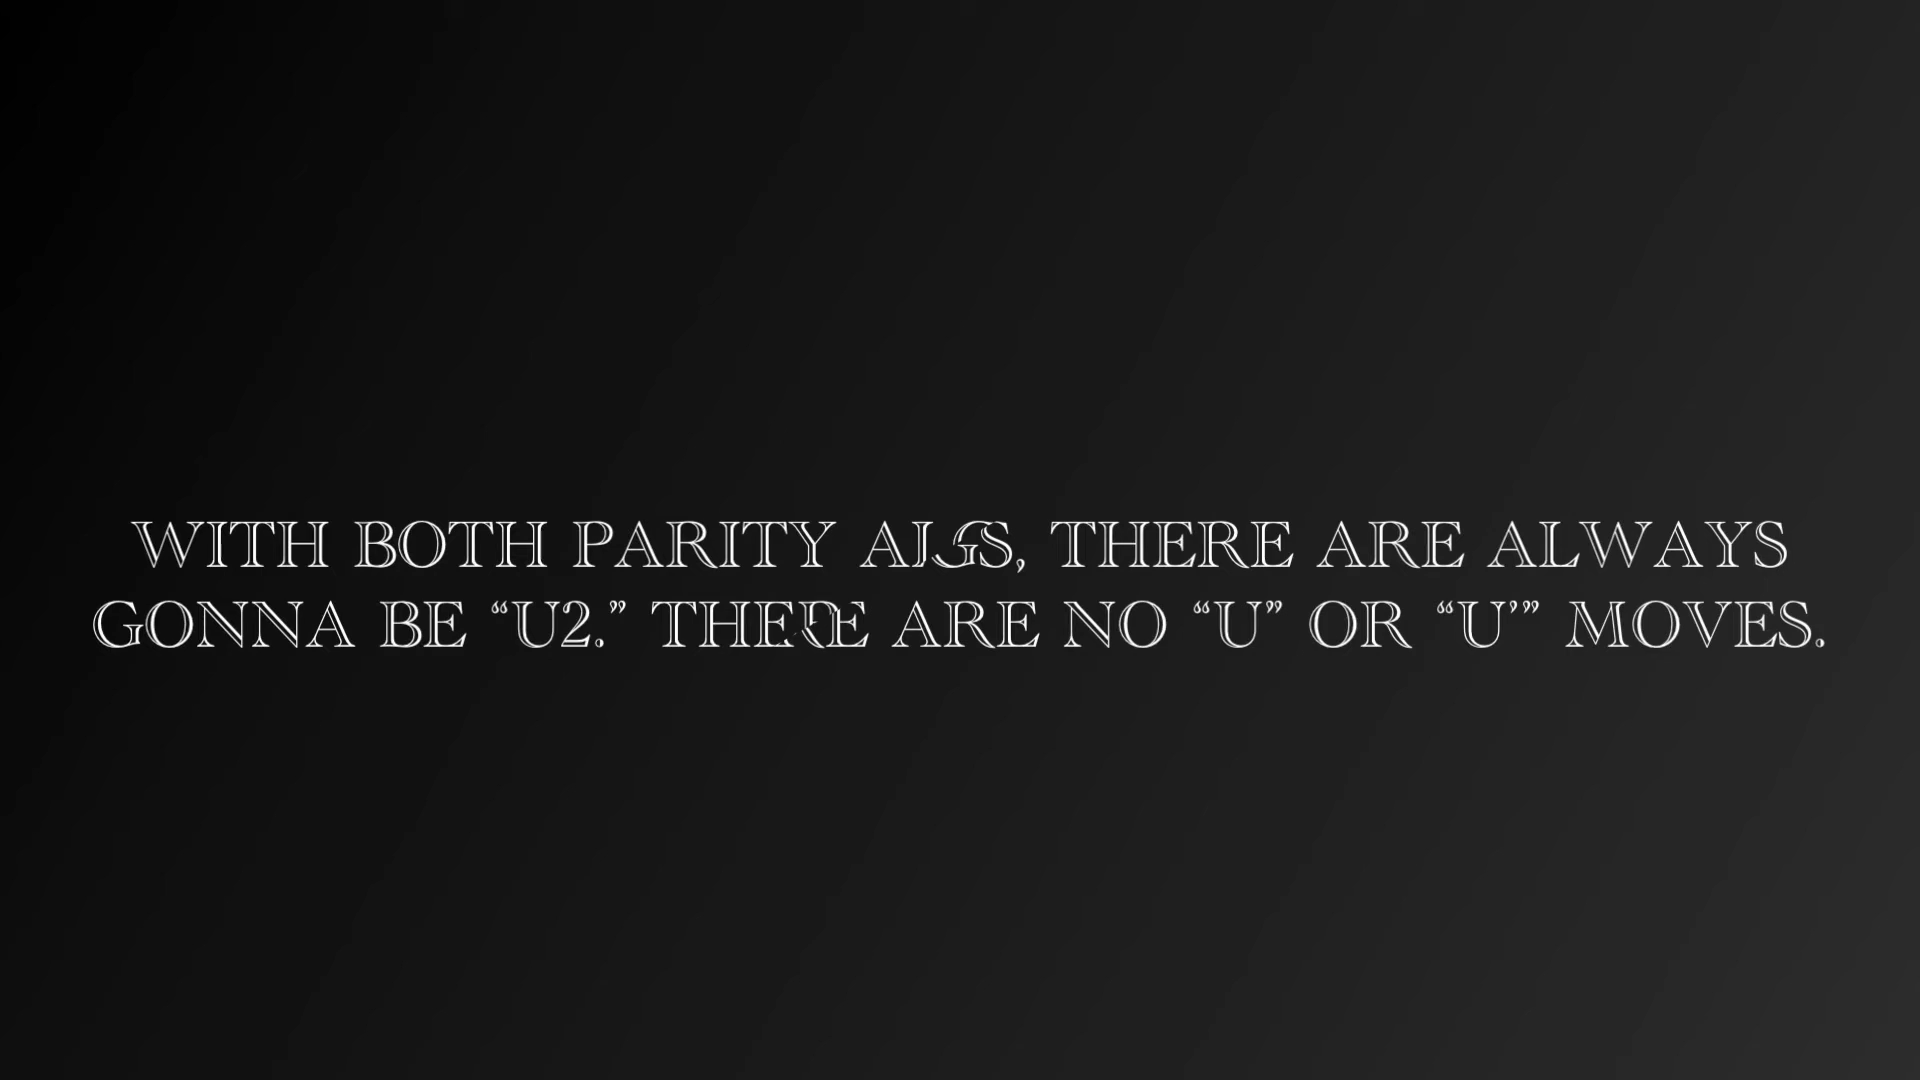 WITH BOTH PARITY ALGS, THERE ARE ALWAYS
GONNA BE “U2.” THERE ARE NO “U” OR “U’” MOVES.